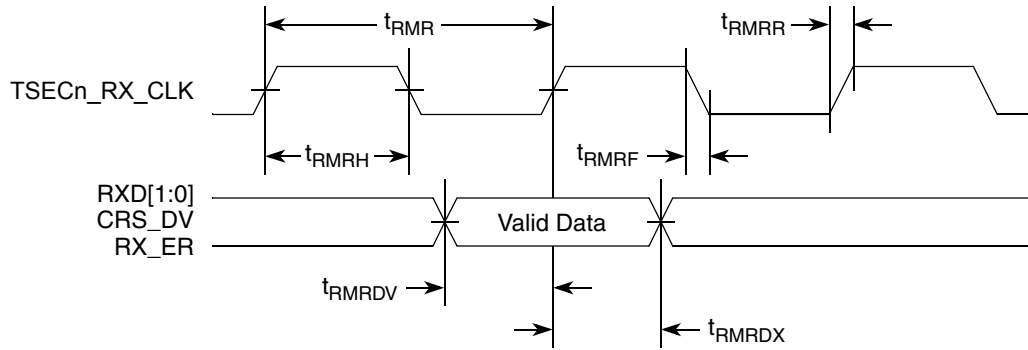 tRMR
tRMRR
TSECn_RX_CLK
tRMRH
tRMRF
RXD[1:0]
CRS_DV
RX_ER
Valid Data
tRMRDV
tRMRDX